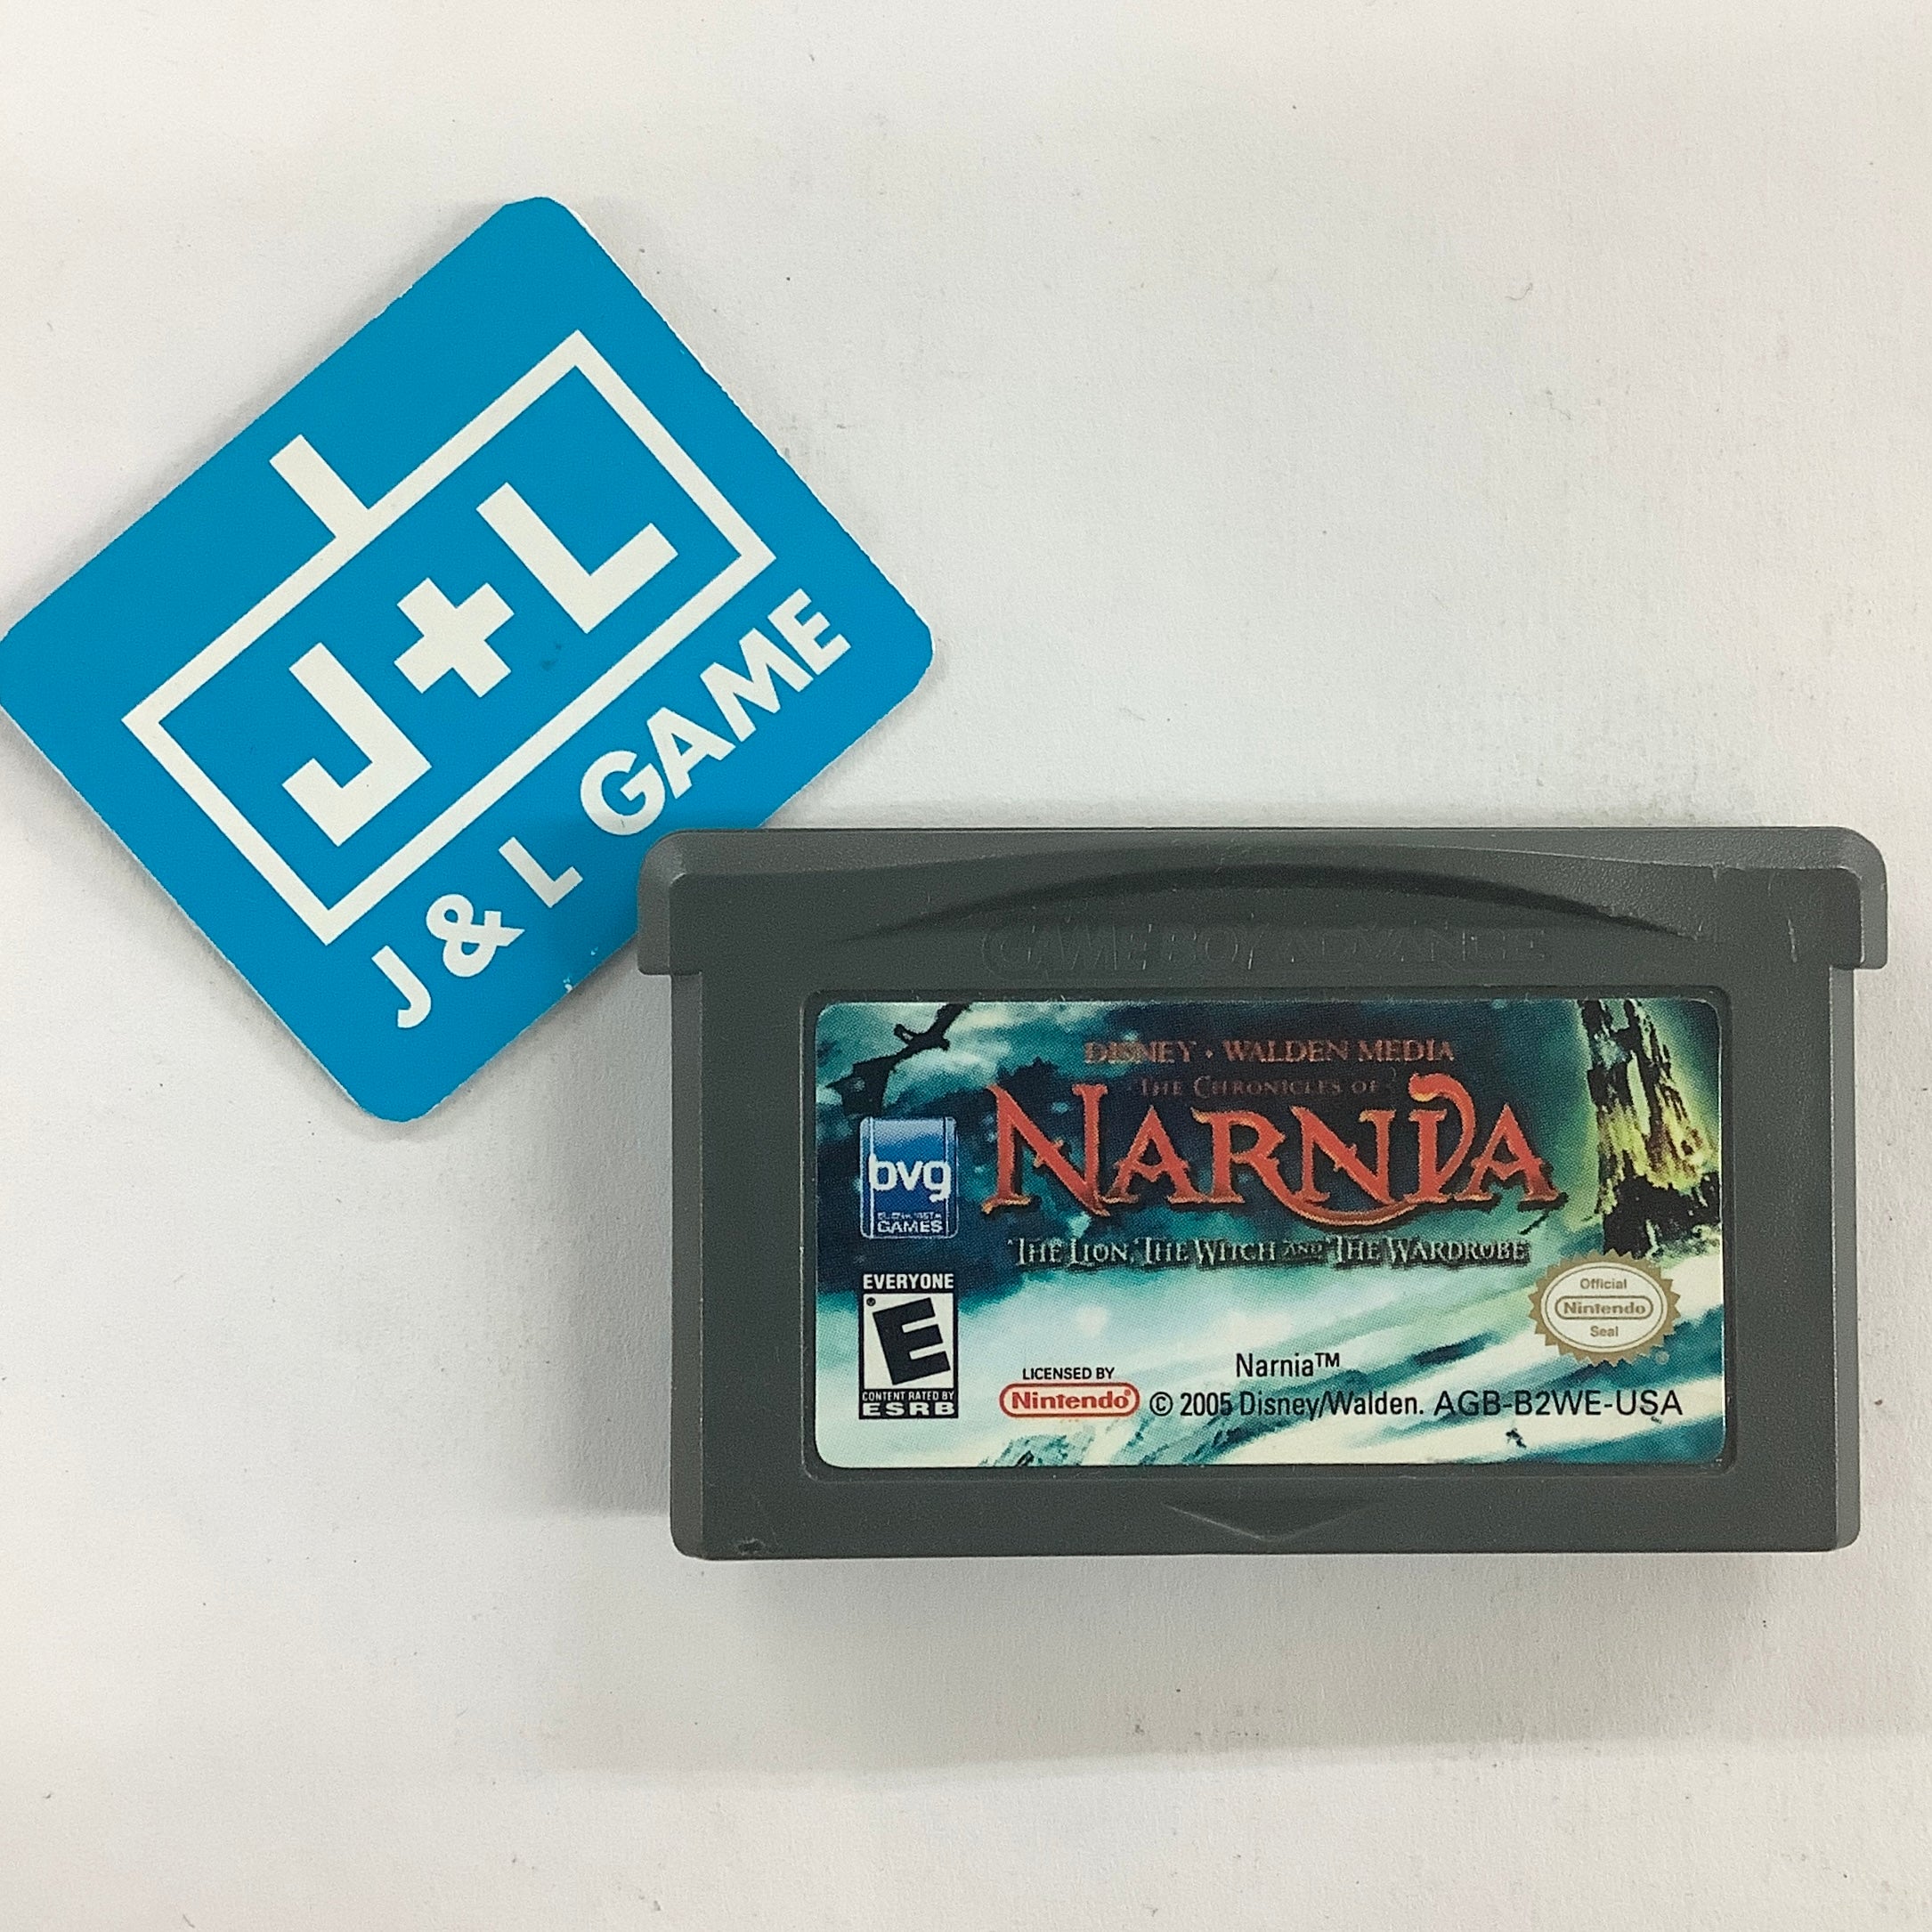 J+L
J & L GAME
GAME BOY ADVANCE
DISNEY • WALDEN MEDIA
THE CHRONICLES OF
NARNIA
THE LION, THE WITCH AND THE WARDROBE
bvg
GAMES
EVERYONE
E
CONTENT RATED BY
ESRB
Official
Nintendo
Seal
LICENSED BY
Nintendo®
Narnia™
© 2005 Disney/Walden. AGB-B2WE-USA